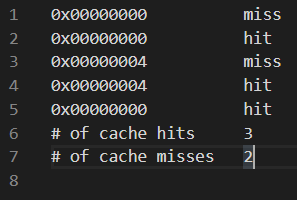 1 0x00000000 miss
2 0x00000000 hit
3 0x00000004 miss
4 0x00000004 hit
5 0x00000000 hit
6 # of cache hits 3
7 # of cache misses 2
8